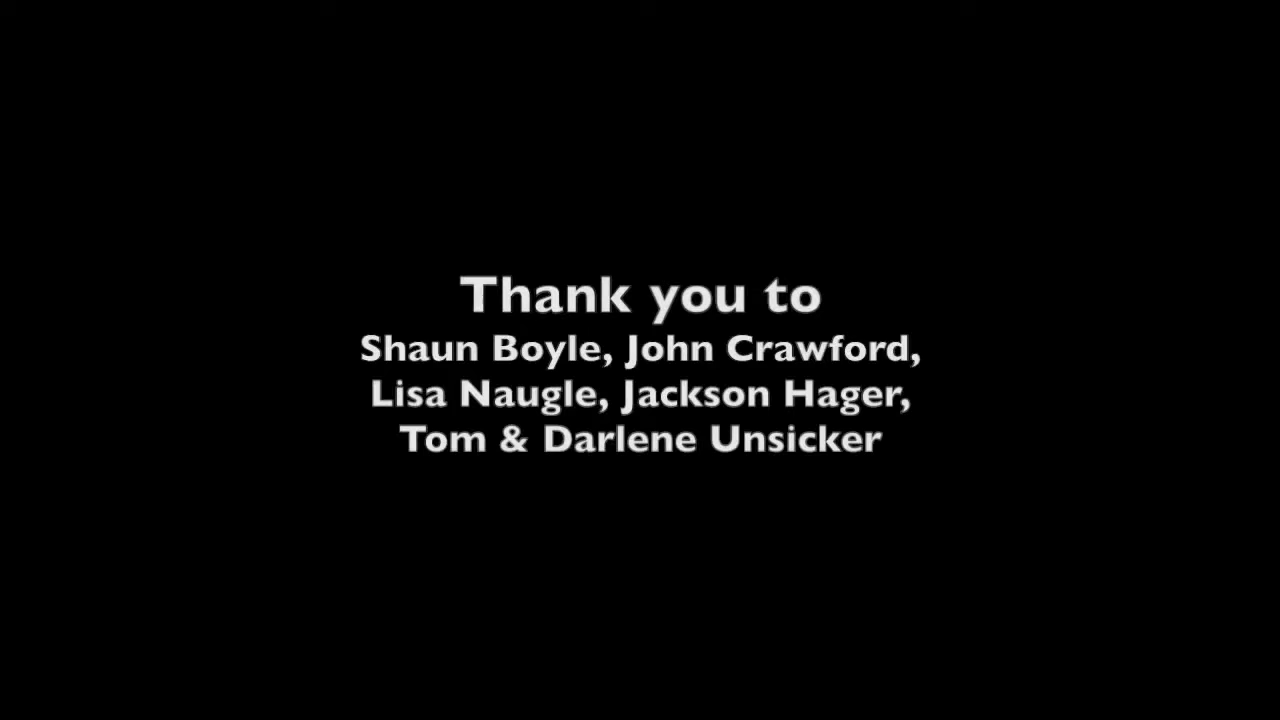 Thank you to
Shaun Boyle, John Crawford,
Lisa Naugle, Jackson Hager,
Tom & Darlene Unsicker